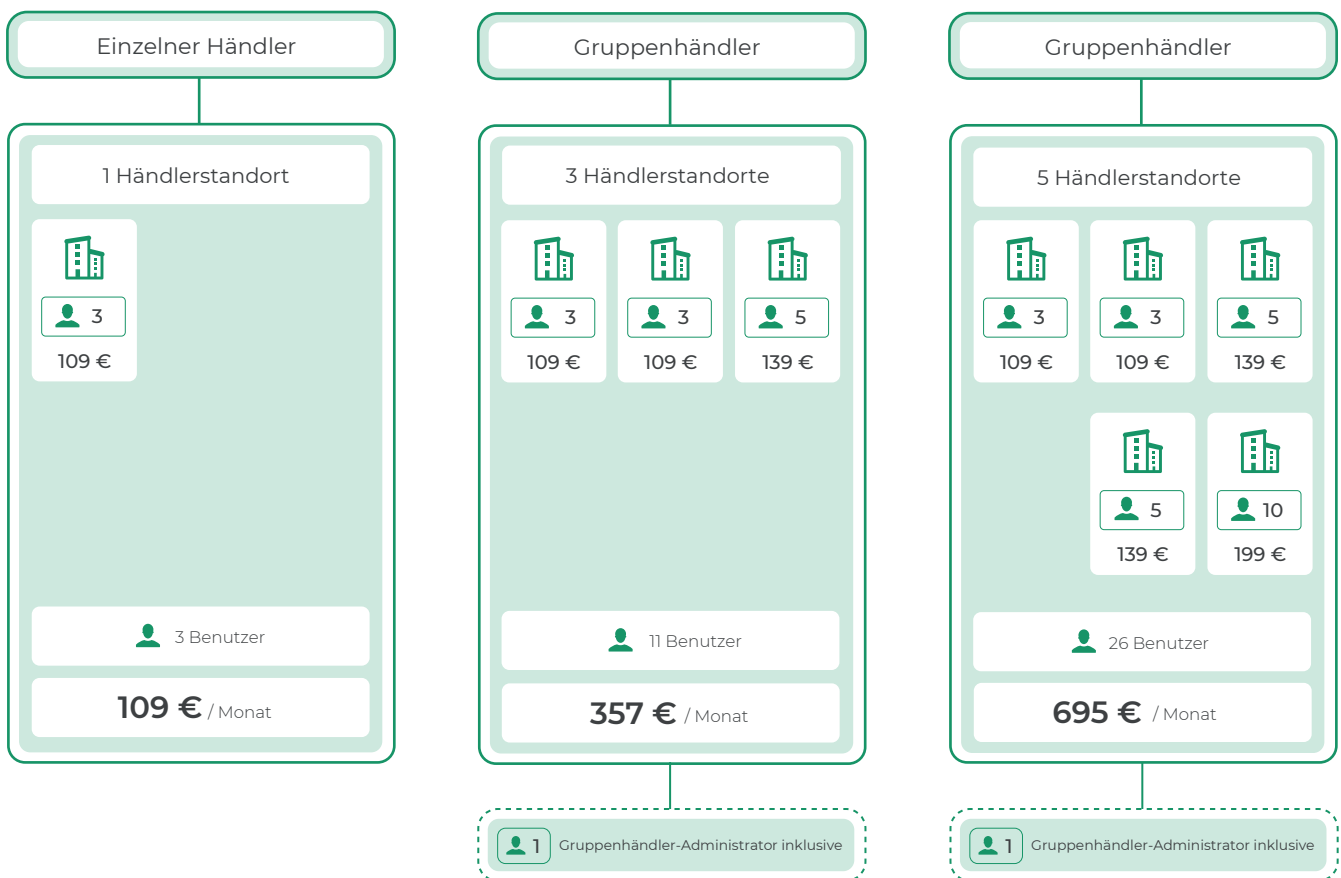 Einzelner Händler
1 Händlerstandort
3
109 €
3 Benutzer
109 € / Monat
Gruppenhändler
3 Händlerstandorte
3 3 5
109 € 109 € 139 €
11 Benutzer
357 € / Monat
1 Gruppenhändler-Administrator inklusive
Gruppenhändler
5 Händlerstandorte
3 3 5
109 € 109 € 139 €
5 10
139 € 199 €
26 Benutzer
695 € / Monat
1 Gruppenhändler-Administrator inklusive